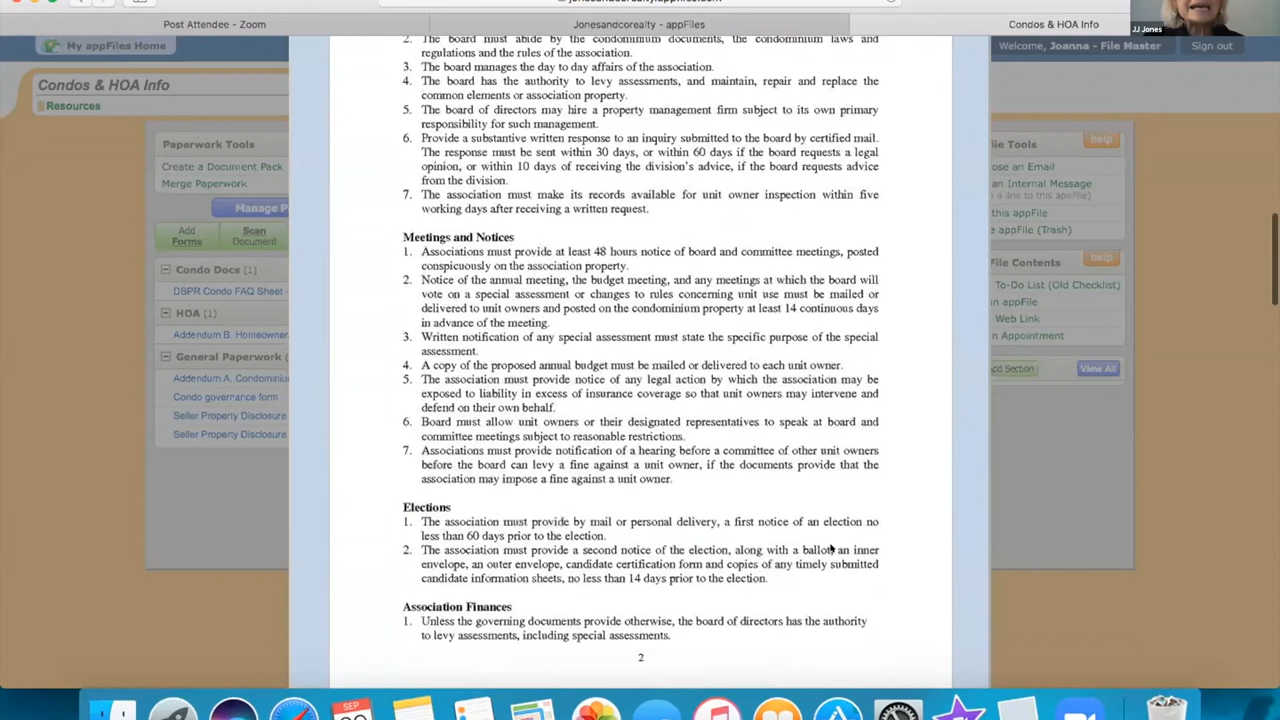 Post Attendee - Zoom
Jonesandcorealty - appFiles
Condos & HOA Info
JJ Jones
My appFiles Home
Welcome, Joanna - File Master
Sign out
Condos & HOA Info
Resources
Paperwork Tools
Create a Document Pack
Merge Paperwork
Manage P
Add Forms
Scan Document
Condo Docs [1]
DBPR Condo FAQ Sheet -
HOA [1]
Addendum B. Homeowner
General Paperwork (
Addendum A. Condominiu
Condo governance form
Seller Property Disclosure
Seller Property Disclosure
2. The board must abide by the condominium documents, the condominium laws and
regulations and the rules of the association.
3. The board manages the day to day affairs of the association.
4. The board has the authority to levy assessments, and maintain, repair and replace the
common elements or association property.
5. The board of directors may hire a property management firm subject to its own primary
responsibility for such management.
6. Provide a substantive written response to an inquiry submitted to the board by certified mail.
The response must be sent within 30 days, or within 60 days if the board requests a legal
opinion, or within 10 days of receiving the division's advice, if the board requests advice
from the division.
7. The association must make its records available for unit owner inspection within five
working days after receiving a written request.
Meetings and Notices
1. Associations must provide at least 48 hours notice of board and committee meetings, posted
conspicuously on the association property.
2. Notice of the annual meeting, the budget meeting, and any meetings at which the board will
vote on a special assessment or changes to rules concerning unit use must be mailed or
delivered to unit owners and posted on the condominium property at least 14 continuous days
in advance of the meeting.
3. Written notification of any special assessment must state the specific purpose of the special
assessment.
4. A copy of the proposed annual budget must be mailed or delivered to each unit owner.
5. The association must provide notice of any legal action by which the association may be
exposed to liability in excess of insurance coverage so that unit owners may intervene and
defend on their own behalf.
6. Board must allow unit owners or their designated representatives to speak at board and
committee meetings subject to reasonable restrictions.
7. Associations must provide notification of a hearing before a committee of other unit owners
before the board can levy a fine against a unit owner, if the documents provide that the
association may impose a fine against a unit owner.
Elections
1. The association must provide by mail or personal delivery, a first notice of an election no
less than 60 days prior to the election.
2. The association must provide a second notice of the election, along with a ballot, an inner
envelope, an outer envelope, candidate certification form and copies of any timely submitted
candidate information sheets, no less than 14 days prior to the election.
Association Finances
1. Unless the governing documents provide otherwise, the board of directors has the authority
to levy assessments, including special assessments.
2
ile Tools
help
ose an Email
an Internal Message
a link to this appFile)
this appFile
e appFile (Trash)
File Contents
help
To-Do List (Old Checklist)
an appFile
Web Link
n Appointment
dd Section
View All
SEP